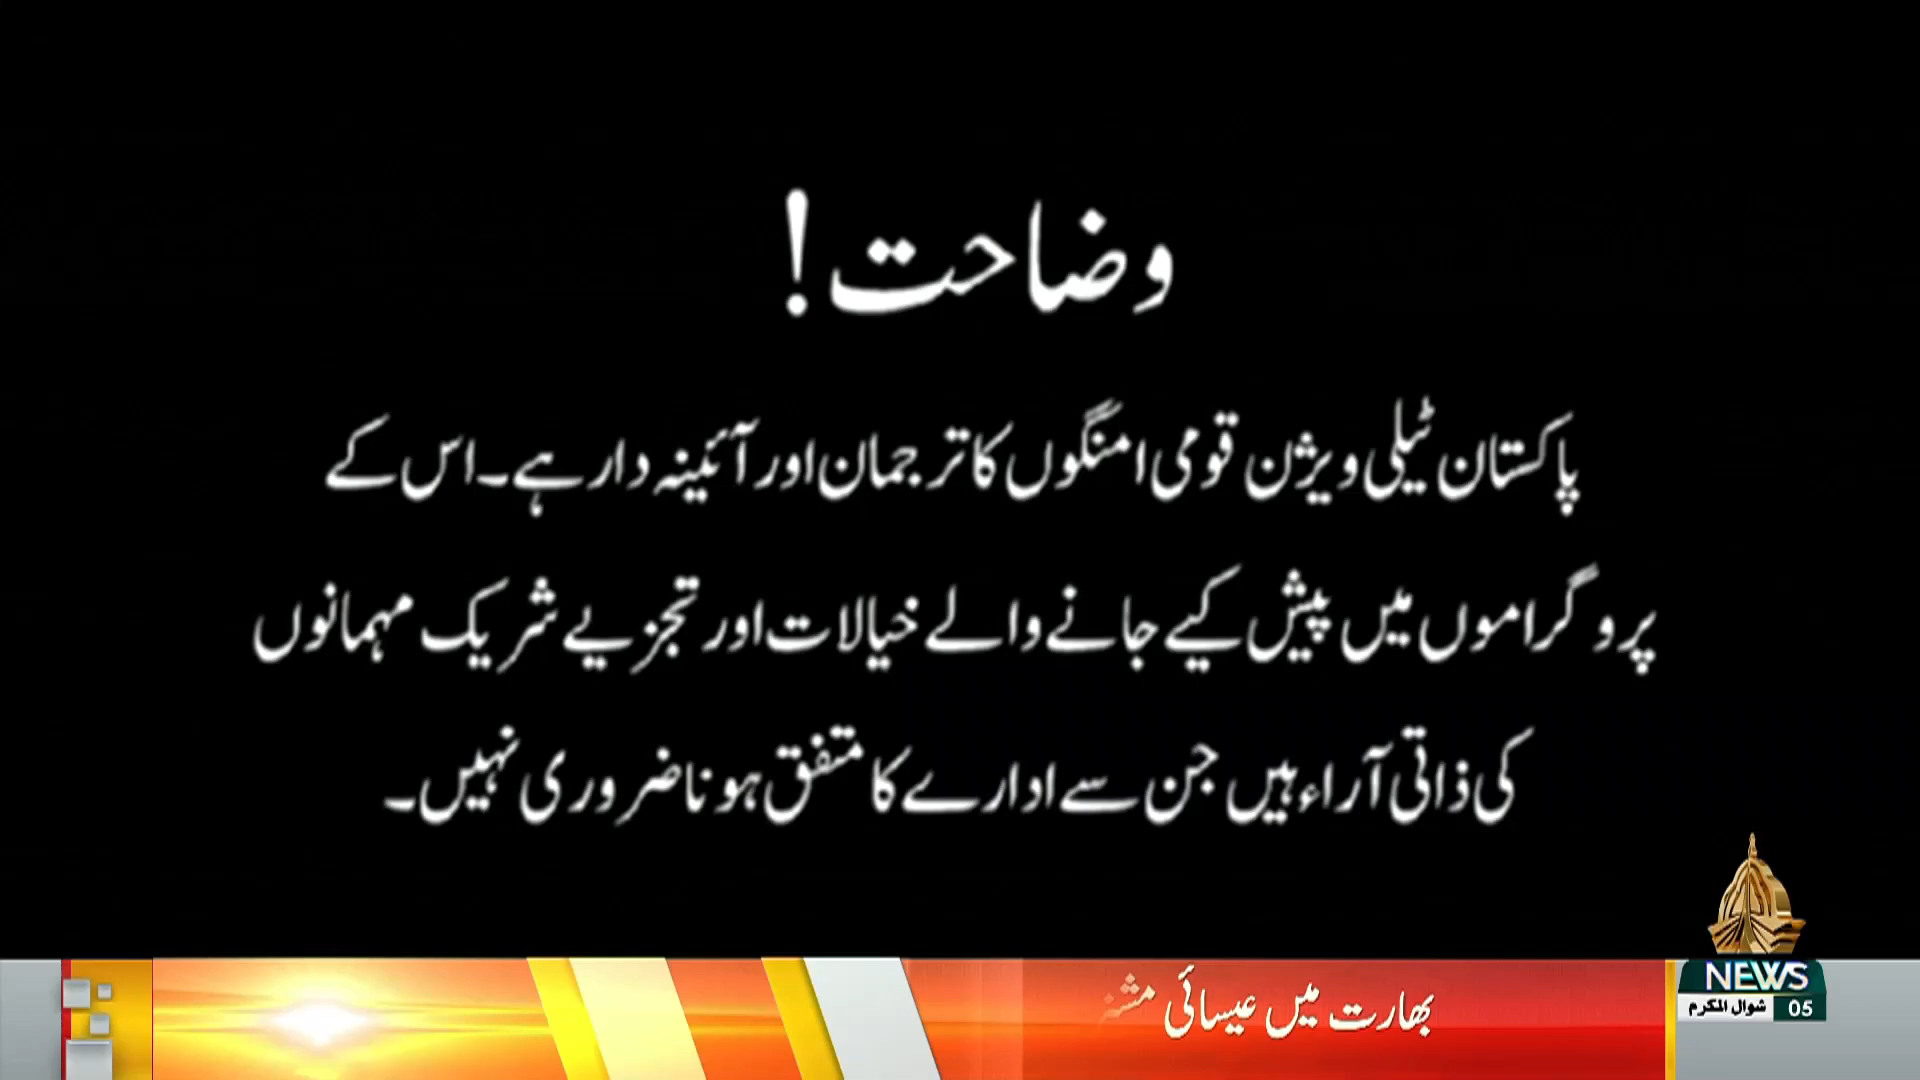 وضاحت!
پاکستان ٹیلی ویژن قومی امنگوں کا ترجمان اور آئینہ دار ہے۔ اس کے
پروگراموں میں پیش کیے جانے والے خیالات اور تجزیے شریک مہمانوں
کی ذاتی آراء ہیں جن سے ادارے کا متفق ہونا ضروری نہیں۔
بھارت میں عیسائی
NEWS
05 شوال المکرم